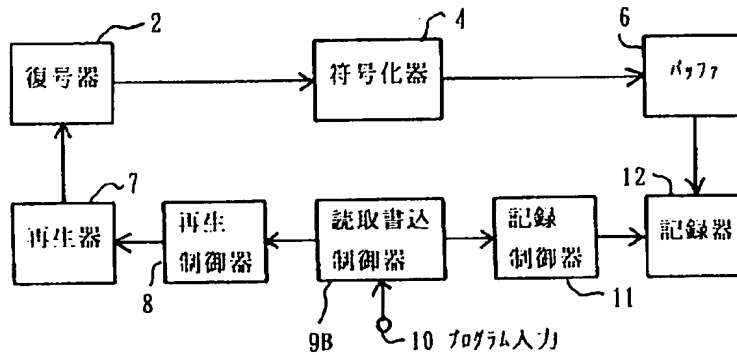 2
4
6
復号器
符号化器
バッファ
7
12
再生器
再生
制御器
読取書込
制御器
記録
制御器
記録器
8
9B
10 プログラム入力
11